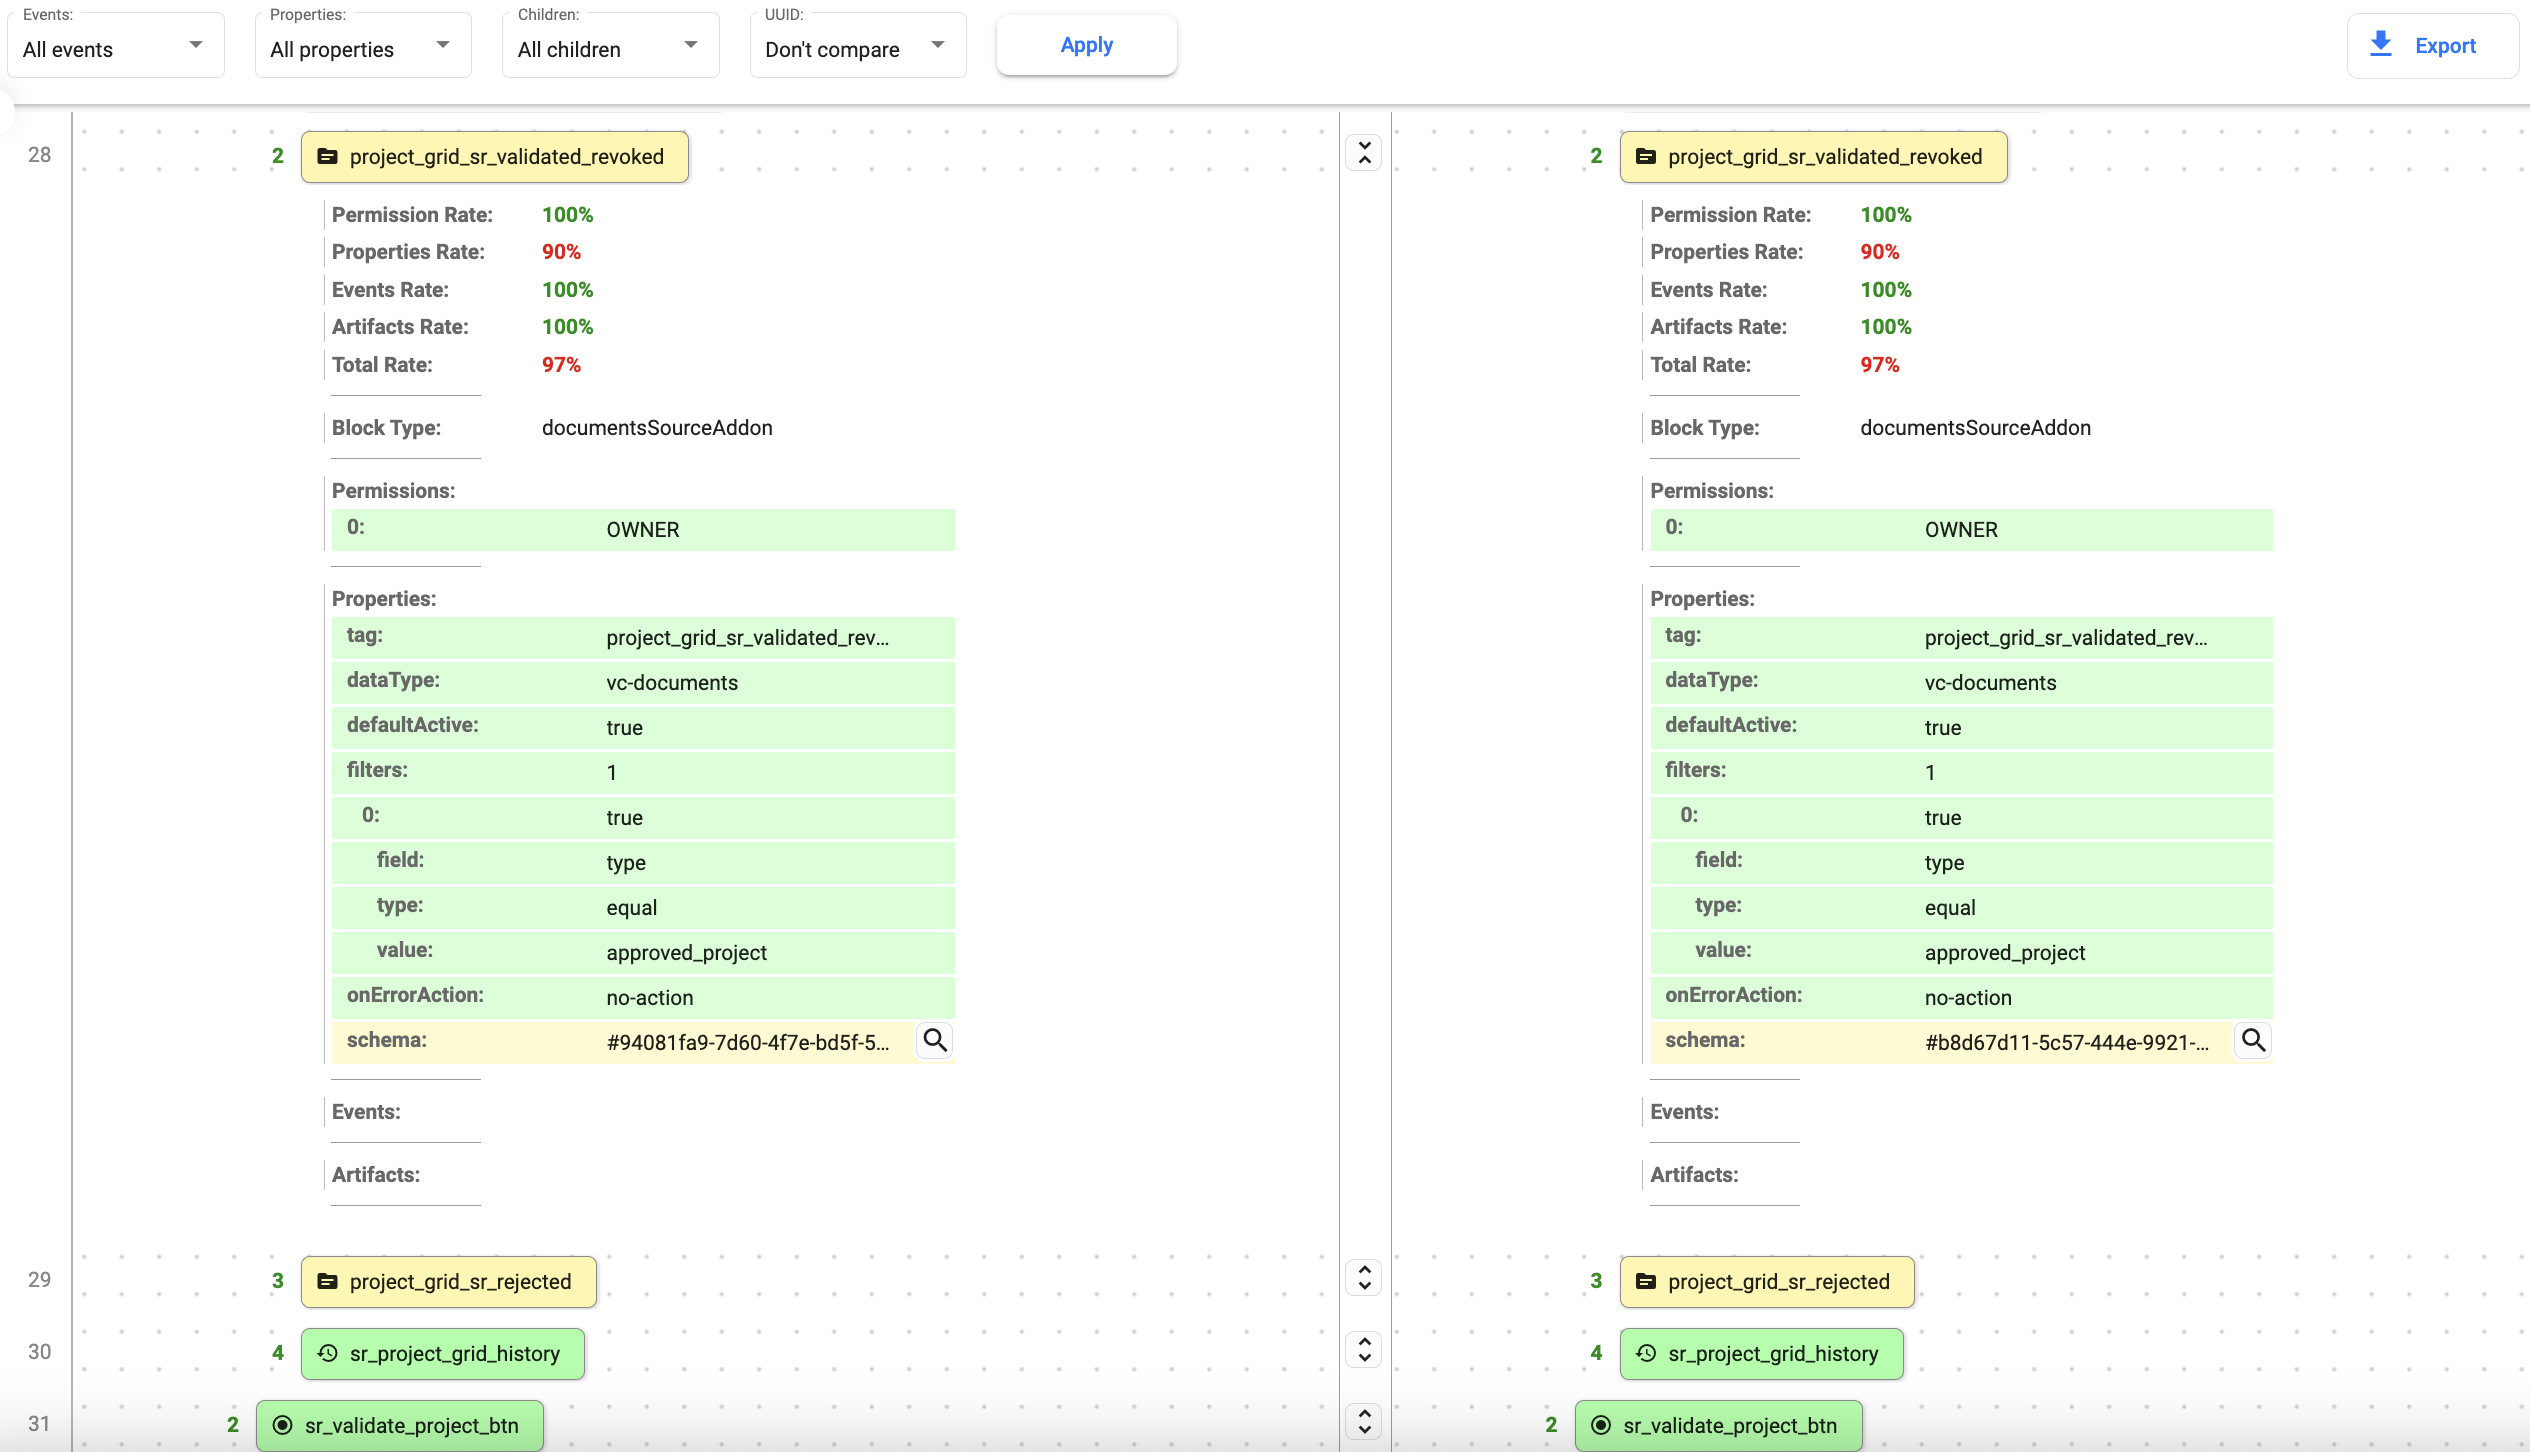 Events: Properties: Children: UUID:
All events All properties All children Don't compare Apply Export
28 2 project_grid_sr_validated_revoked 2 project_grid_sr_validated_revoked
Permission Rate: 100% Permission Rate: 100%
Properties Rate: 90% Properties Rate: 90%
Events Rate: 100% Events Rate: 100%
Artifacts Rate: 100% Artifacts Rate: 100%
Total Rate: 97% Total Rate: 97%
Block Type: documentsSourceAddon Block Type: documentsSourceAddon
Permissions: Permissions:
0: OWNER 0: OWNER
Properties: Properties:
tag: project_grid_sr_validated_rev... tag: project_grid_sr_validated_rev...
dataType: vc-documents dataType: vc-documents
defaultActive: true defaultActive: true
filters: 1 filters: 1
0: true 0: true
field: type field: type
type: equal type: equal
value: approved_project value: approved_project
onErrorAction: no-action onErrorAction: no-action
schema: #94081fa9-7d60-4f7e-bd5f-5... schema: #b8d67d11-5c57-444e-9921-...
Events: Events:
Artifacts: Artifacts:
29 3 project_grid_sr_rejected 3 project_grid_sr_rejected
30 4 sr_project_grid_history 4 sr_project_grid_history
31 2 sr_validate_project_btn 2 sr_validate_project_btn